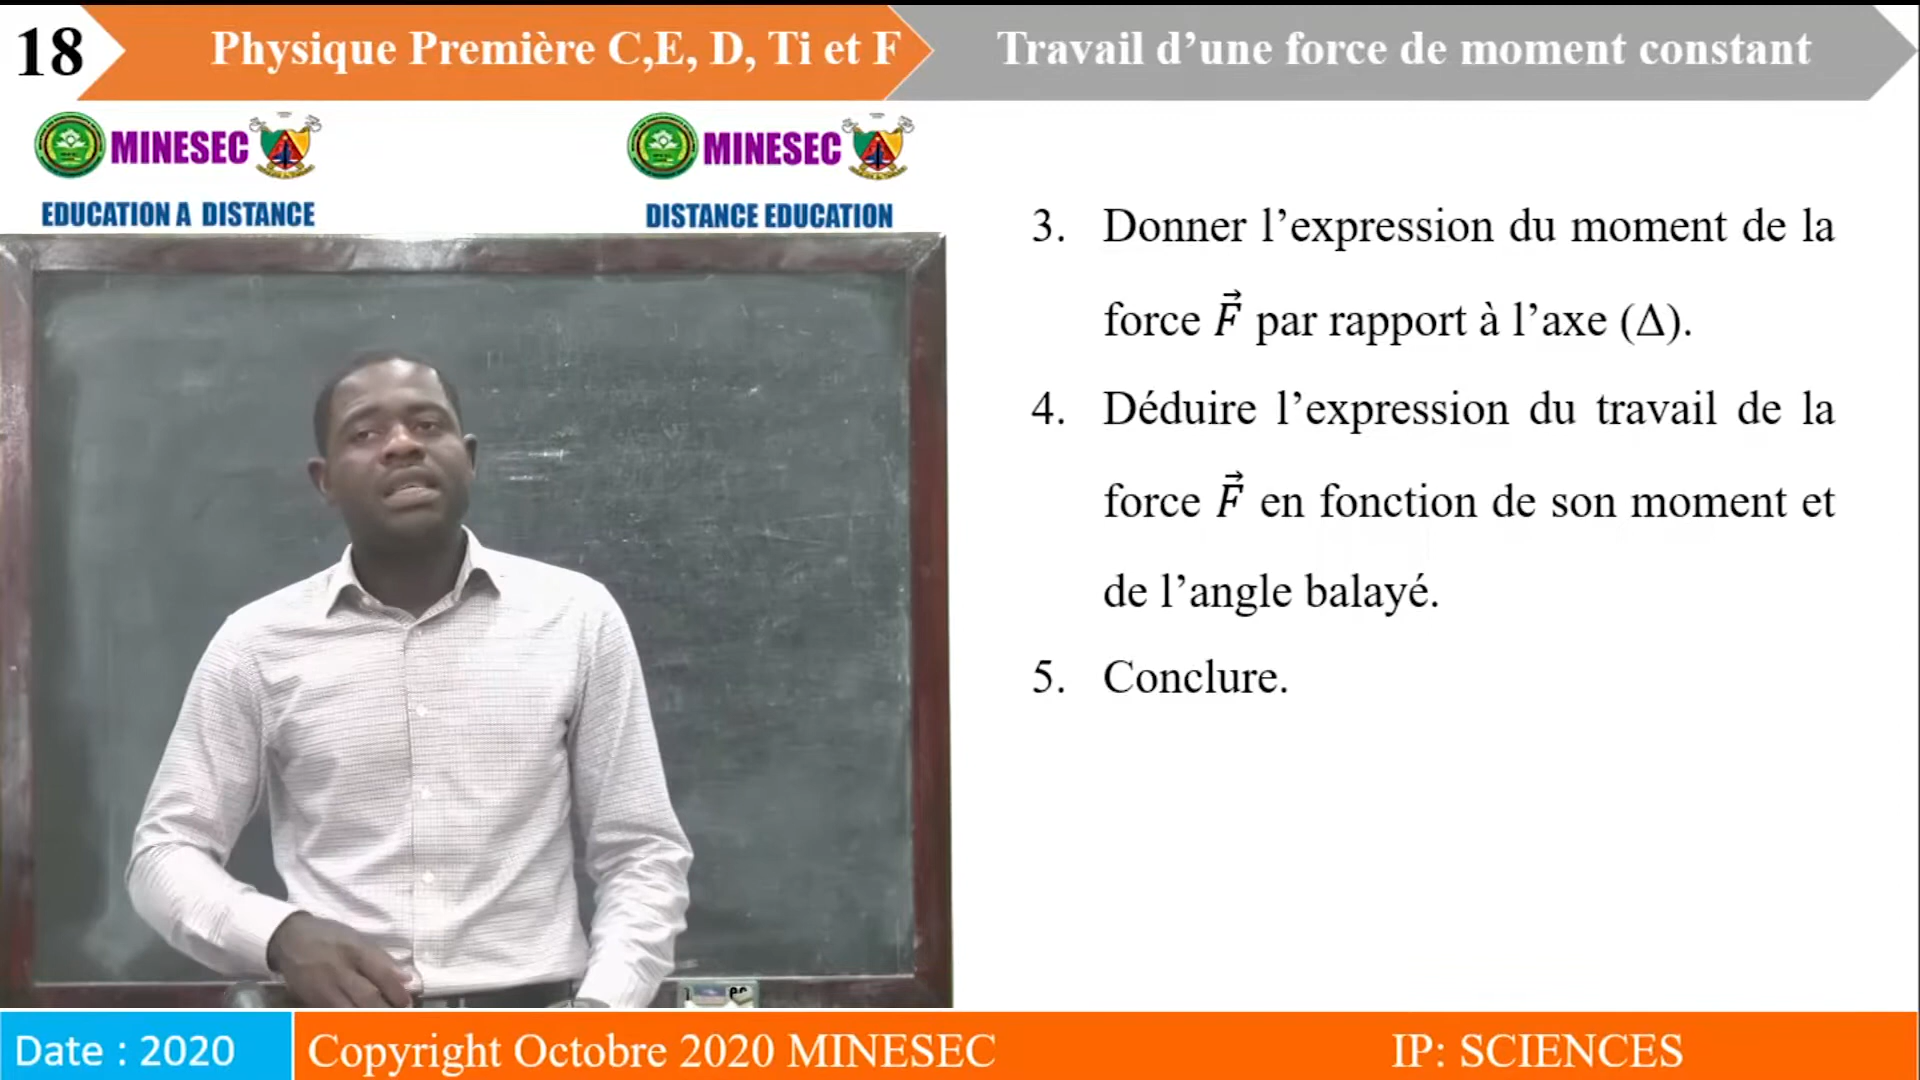 18
Physique Première C,E, D, Ti et F
Travail d’une force de moment constant
MINESEC
EDUCATION A DISTANCE
MINESEC
DISTANCE EDUCATION
3. Donner l’expression du moment de la
force F⃗ par rapport à l’axe (Δ).
4. Déduire l’expression du travail de la
force F⃗ en fonction de son moment et
de l’angle balayé.
5. Conclure.
Date : 2020
Copyright Octobre 2020 MINESEC
IP: SCIENCES